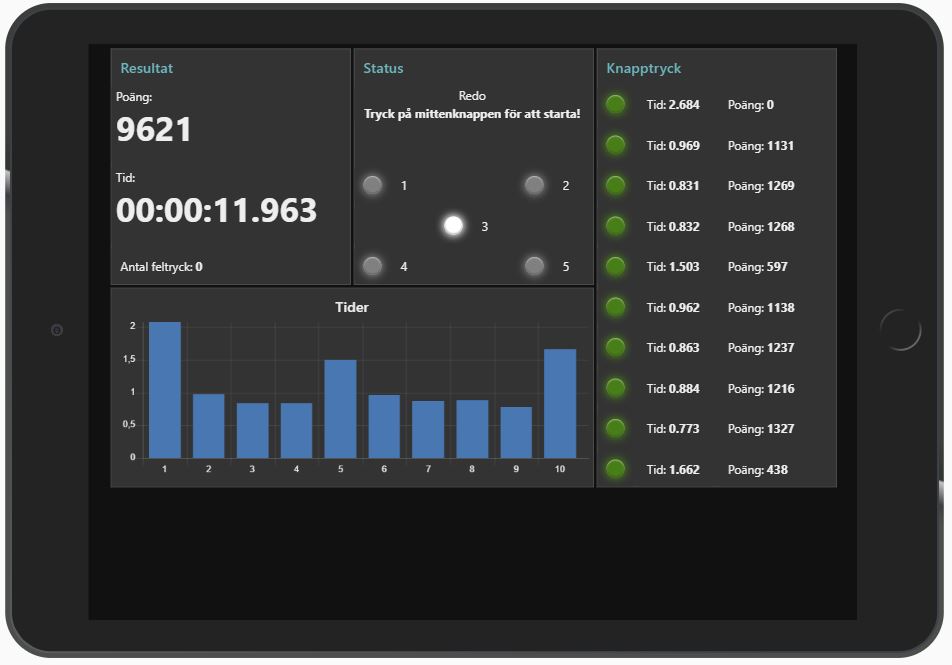 Resultat
Poäng:
9621
Tid:
00:00:11.963
Antal feltryck: 0
Status
Redo
Tryck på mittenknappen för att starta!
1
2
3
4
5
Knapptryck
Tid: 2.684 Poäng: 0
Tid: 0.969 Poäng: 1131
Tid: 0.831 Poäng: 1269
Tid: 0.832 Poäng: 1268
Tid: 1.503 Poäng: 597
Tid: 0.962 Poäng: 1138
Tid: 0.863 Poäng: 1237
Tid: 0.884 Poäng: 1216
Tid: 0.773 Poäng: 1327
Tid: 1.662 Poäng: 438
Tider
2
1,5
1
0,5
0
1 2 3 4 5 6 7 8 9 10